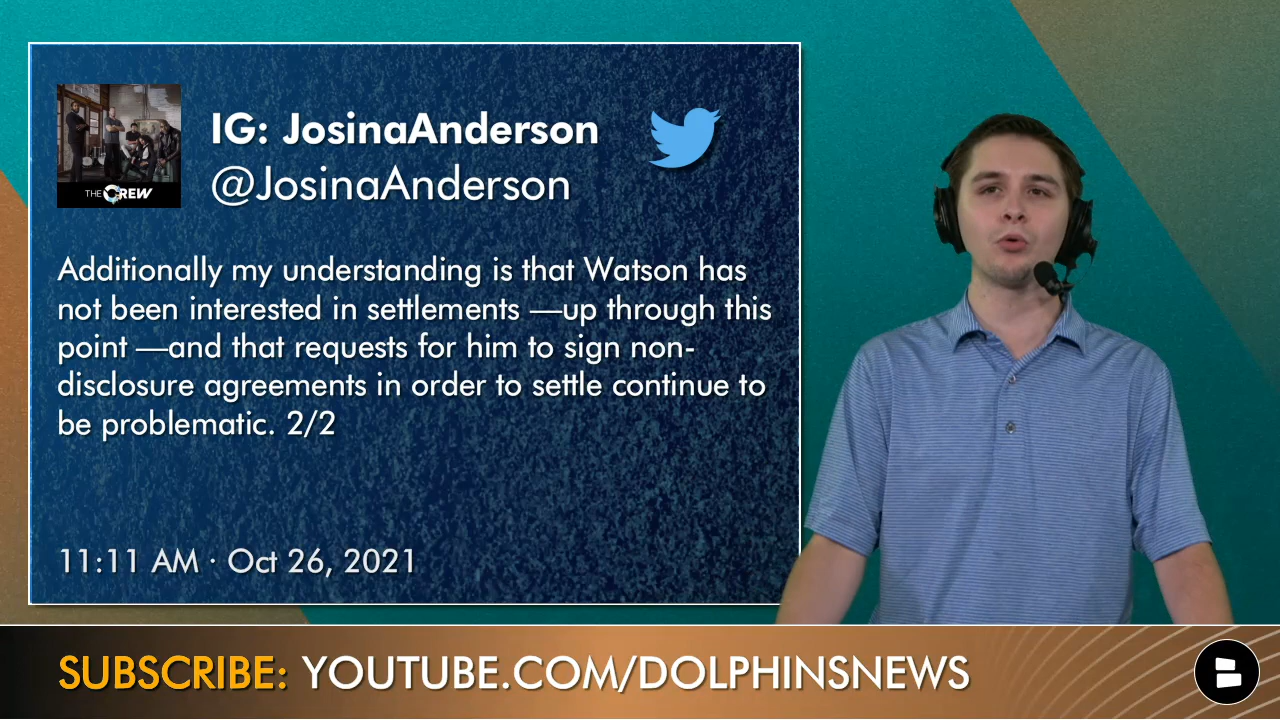 THE CREW
IG: JosinaAnderson
@JosinaAnderson
Additionally my understanding is that Watson has
not been interested in settlements —up through this
point —and that requests for him to sign non-
disclosure agreements in order to settle continue to
be problematic. 2/2
11:11 AM · Oct 26, 2021
SUBSCRIBE: YOUTUBE.COM/DOLPHINSNEWS